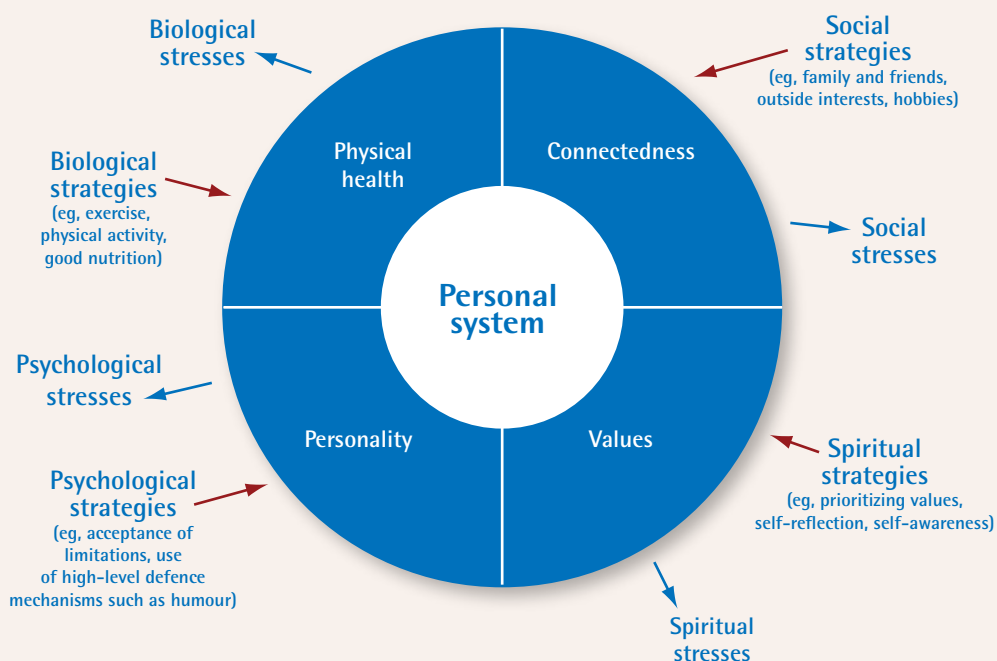 Biological
stresses
Social
strategies
(eg, family and friends,
outside interests, hobbies)
Physical
health
Connectedness
Biological
strategies
(eg, exercise,
physical activity,
good nutrition)
Social
stresses
Personal
system
Psychological
stresses
Personality
Values
Spiritual
strategies
(eg, prioritizing values,
self-reflection, self-awareness)
Psychological
strategies
(eg, acceptance of
limitations, use
of high-level defence
mechanisms such as humour)
Spiritual
stresses